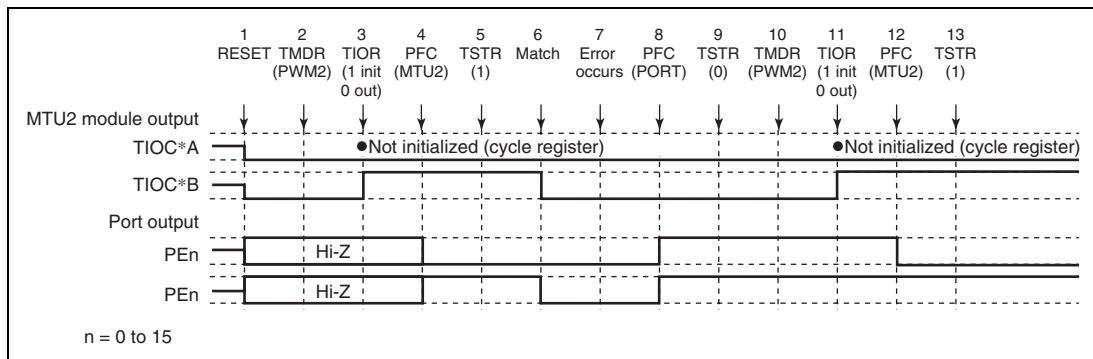 1 2 3 4 5 6 7 8 9 10 11 12 13
RESET TMDR TIOR PFC TSTR Match Error PFC TSTR TMDR TIOR PFC TSTR
(PWM2) (1 init (MTU2) (1) occurs (PORT) (0) (PWM2) (1 init (MTU2) (1)
0 out) 0 out)
MTU2 module output
TIOC*A ●Not initialized (cycle register) ●Not initialized (cycle register)
TIOC*B
Port output
PEn Hi-Z
PEn Hi-Z
n = 0 to 15